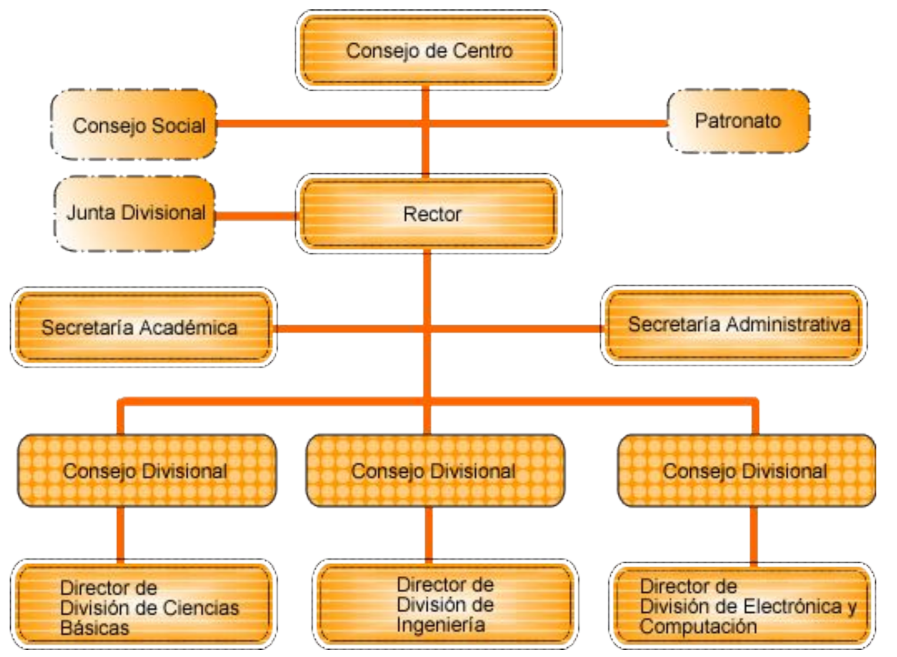 Consejo de Centro
Consejo Social
Patronato
Junta Divisional
Rector
Secretaría Académica
Secretaría Administrativa
Consejo Divisional
Consejo Divisional
Consejo Divisional
Director de
División de Ciencias
Básicas
Director de
División de
Ingeniería
Director de
División de Electrónica y
Computación